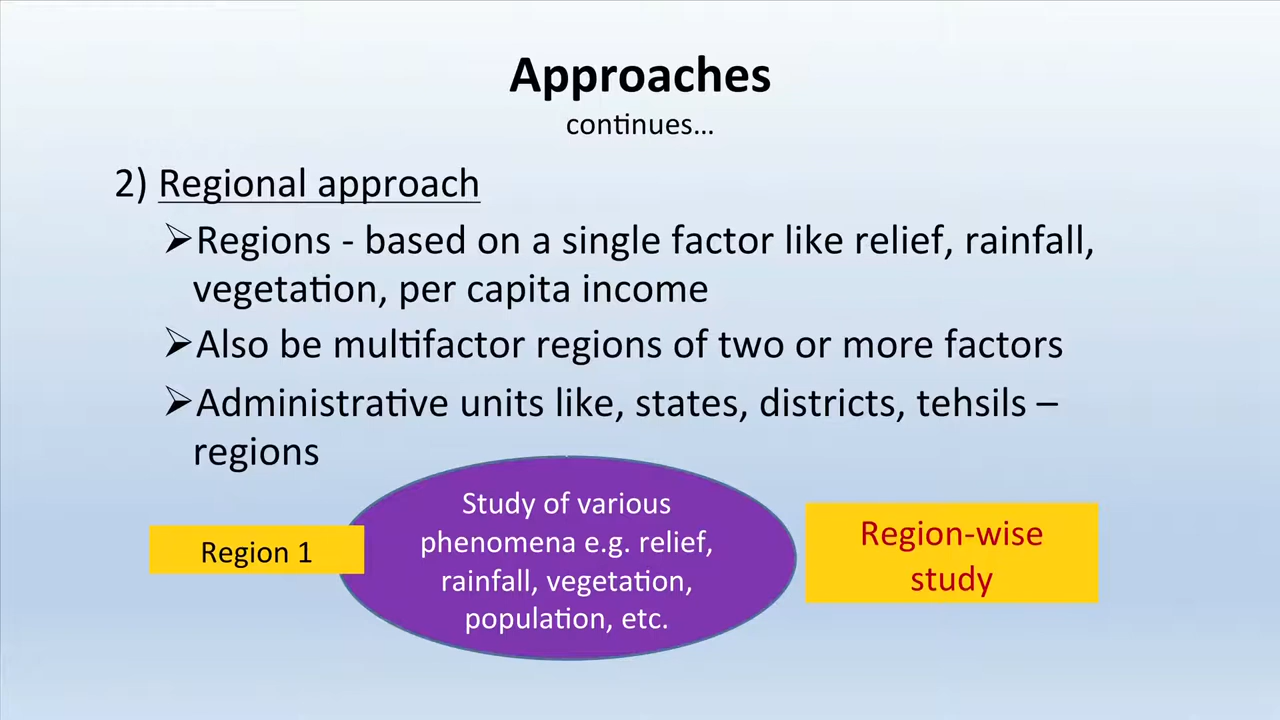 Approaches
continues...
2) Regional approach
➢Regions - based on a single factor like relief, rainfall,
vegetation, per capita income
➢Also be multifactor regions of two or more factors
➢Administrative units like, states, districts, tehsils –
regions
Region 1
Study of various
phenomena e.g. relief,
rainfall, vegetation,
population, etc.
Region-wise
study